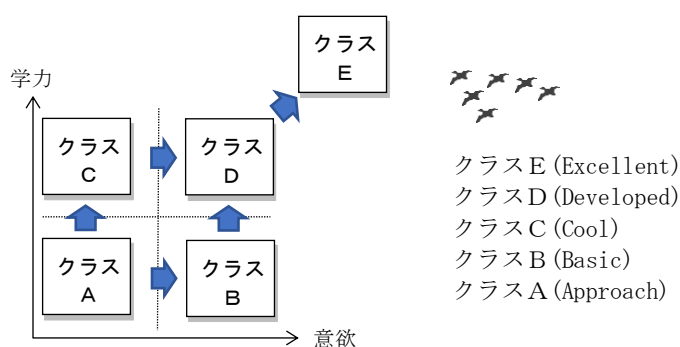 クラス
E
学力
クラス
C
クラス
D
クラス
A
クラス
B
意欲
クラスE(Excellent)
クラスD(Developed)
クラスC(Cool)
クラスB(Basic)
クラスA(Approach)